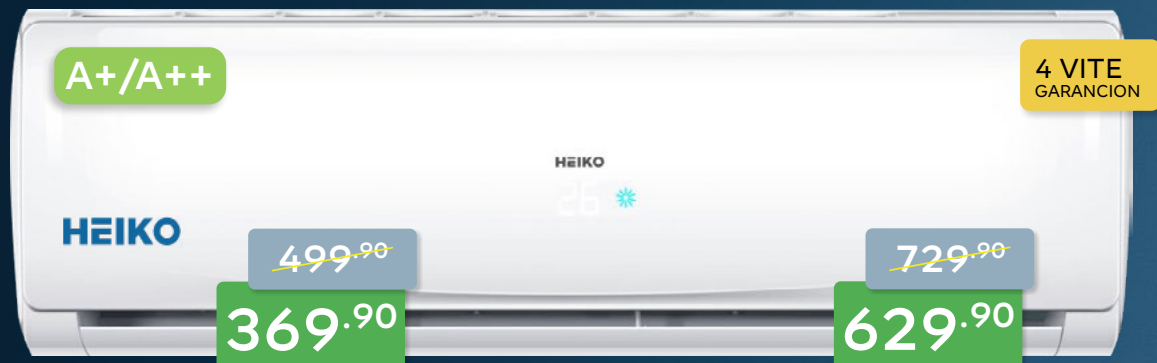 A+/A++
4 VITE
GARANCION
HEIKO
26
HEIKO
499.90
729.90
369.90
629.90